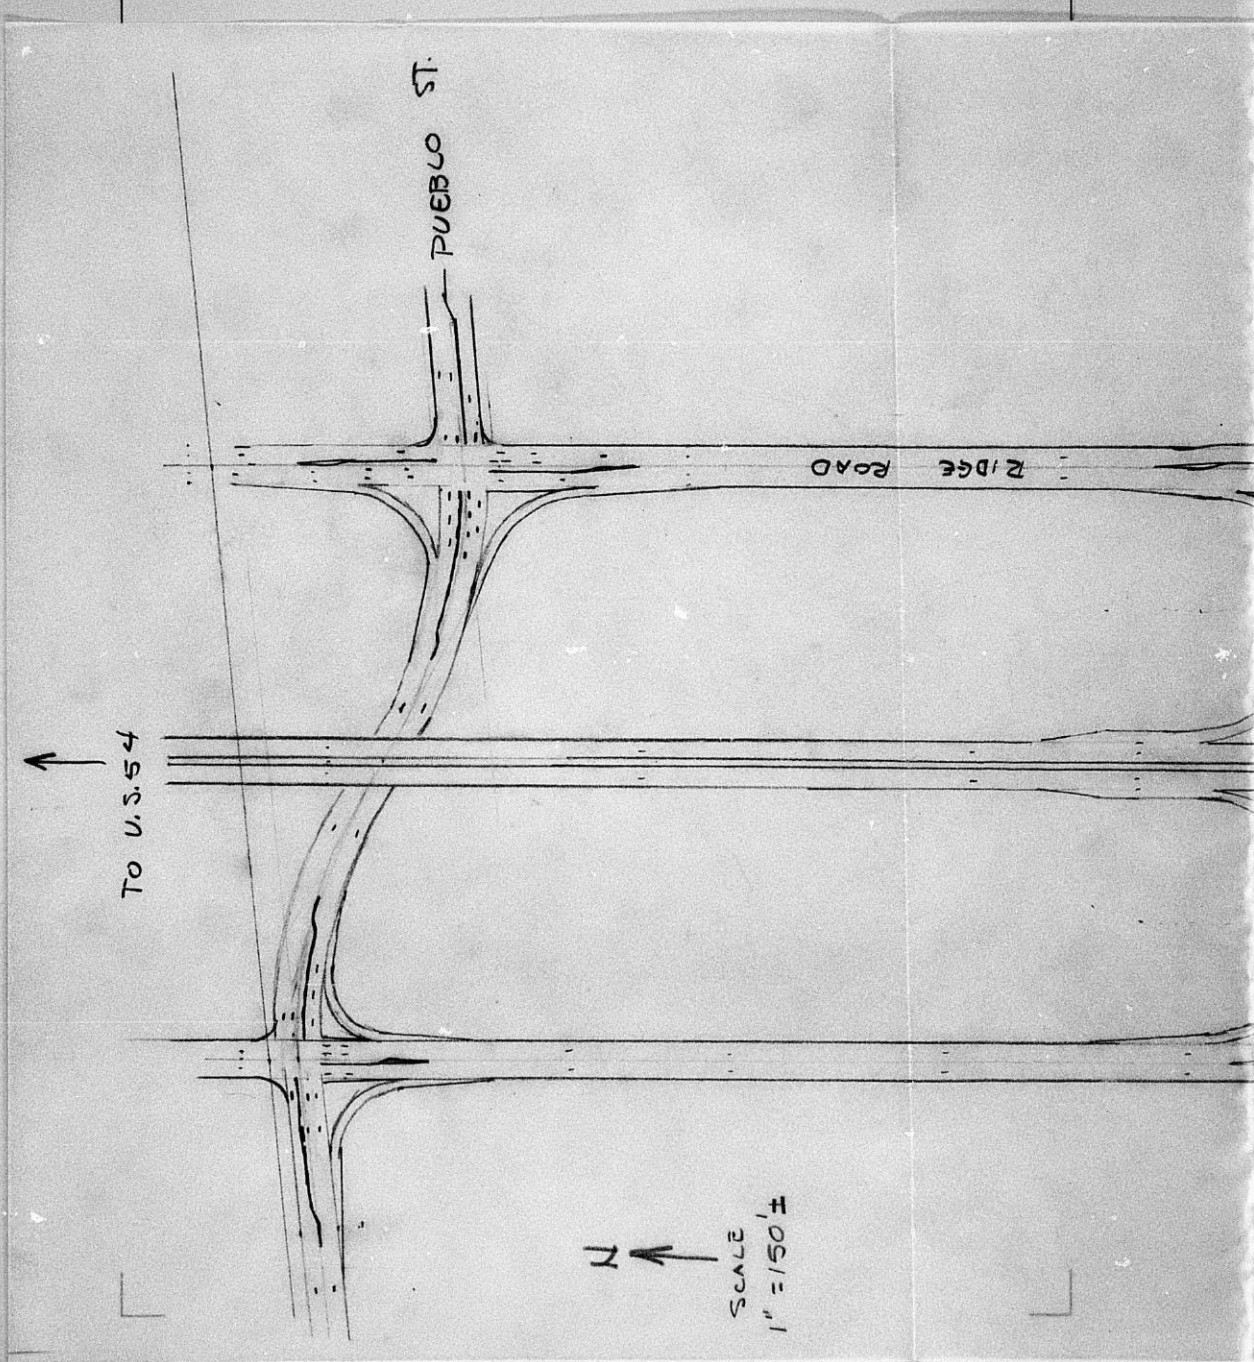 PUEBLO ST.
RIDGE ROAD
TO U.S. 54
N
SCALE
1" = 150' ±